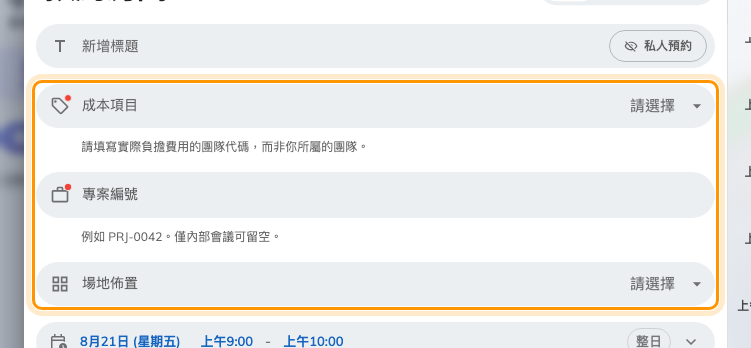 新增標題
私人預約
成本項目
請選擇
請填寫實際負擔費用的團隊代碼，而非你所屬的團隊。
專案編號
例如 PRJ-0042。僅內部會議可留空。
場地佈置
請選擇
8月21日 (星期五) 上午9:00 - 上午10:00
整日